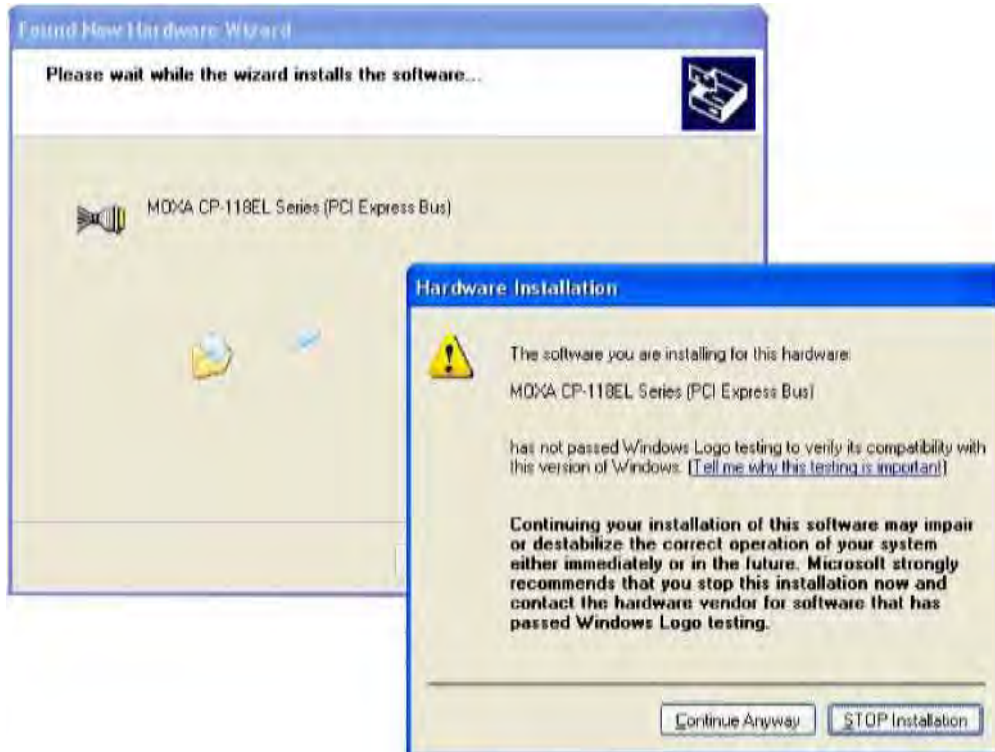 Found New Hardware Wizard
Please wait while the wizard installs the software...
MOXA CP-118EL Series (PCI Express Bus)
Hardware Installation
The software you are installing for this hardware:
MOXA CP-118EL Series (PCI Express Bus)
has not passed Windows Logo testing to verify its compatibility with
this version of Windows. (Tell me why this testing is important)
Continuing your installation of this software may impair
or destabilize the correct operation of your system
either immediately or in the future. Microsoft strongly
recommends that you stop this installation now and
contact the hardware vendor for software that has
passed Windows Logo testing.
Continue Anyway
STOP Installation